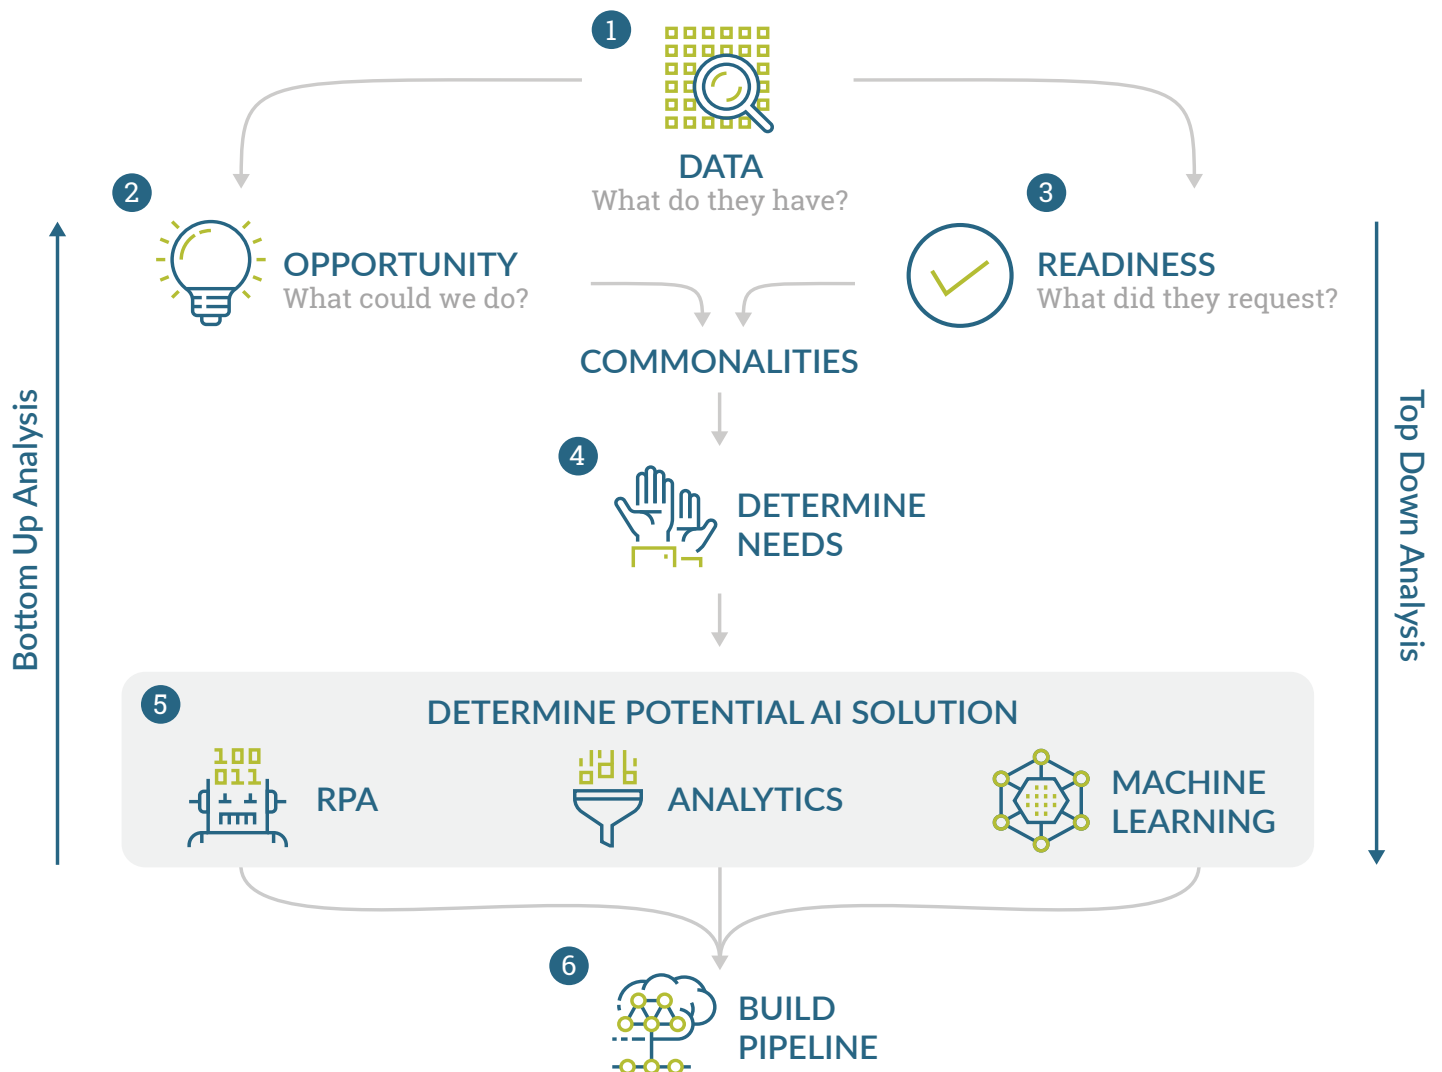 1
DATA
What do they have?
2
OPPORTUNITY
What could we do?
3
READINESS
What did they request?
COMMONALITIES
Bottom Up Analysis
Top Down Analysis
4
DETERMINE
NEEDS
5
DETERMINE POTENTIAL AI SOLUTION
100
011
RPA
ANALYTICS
MACHINE
LEARNING
6
BUILD
PIPELINE